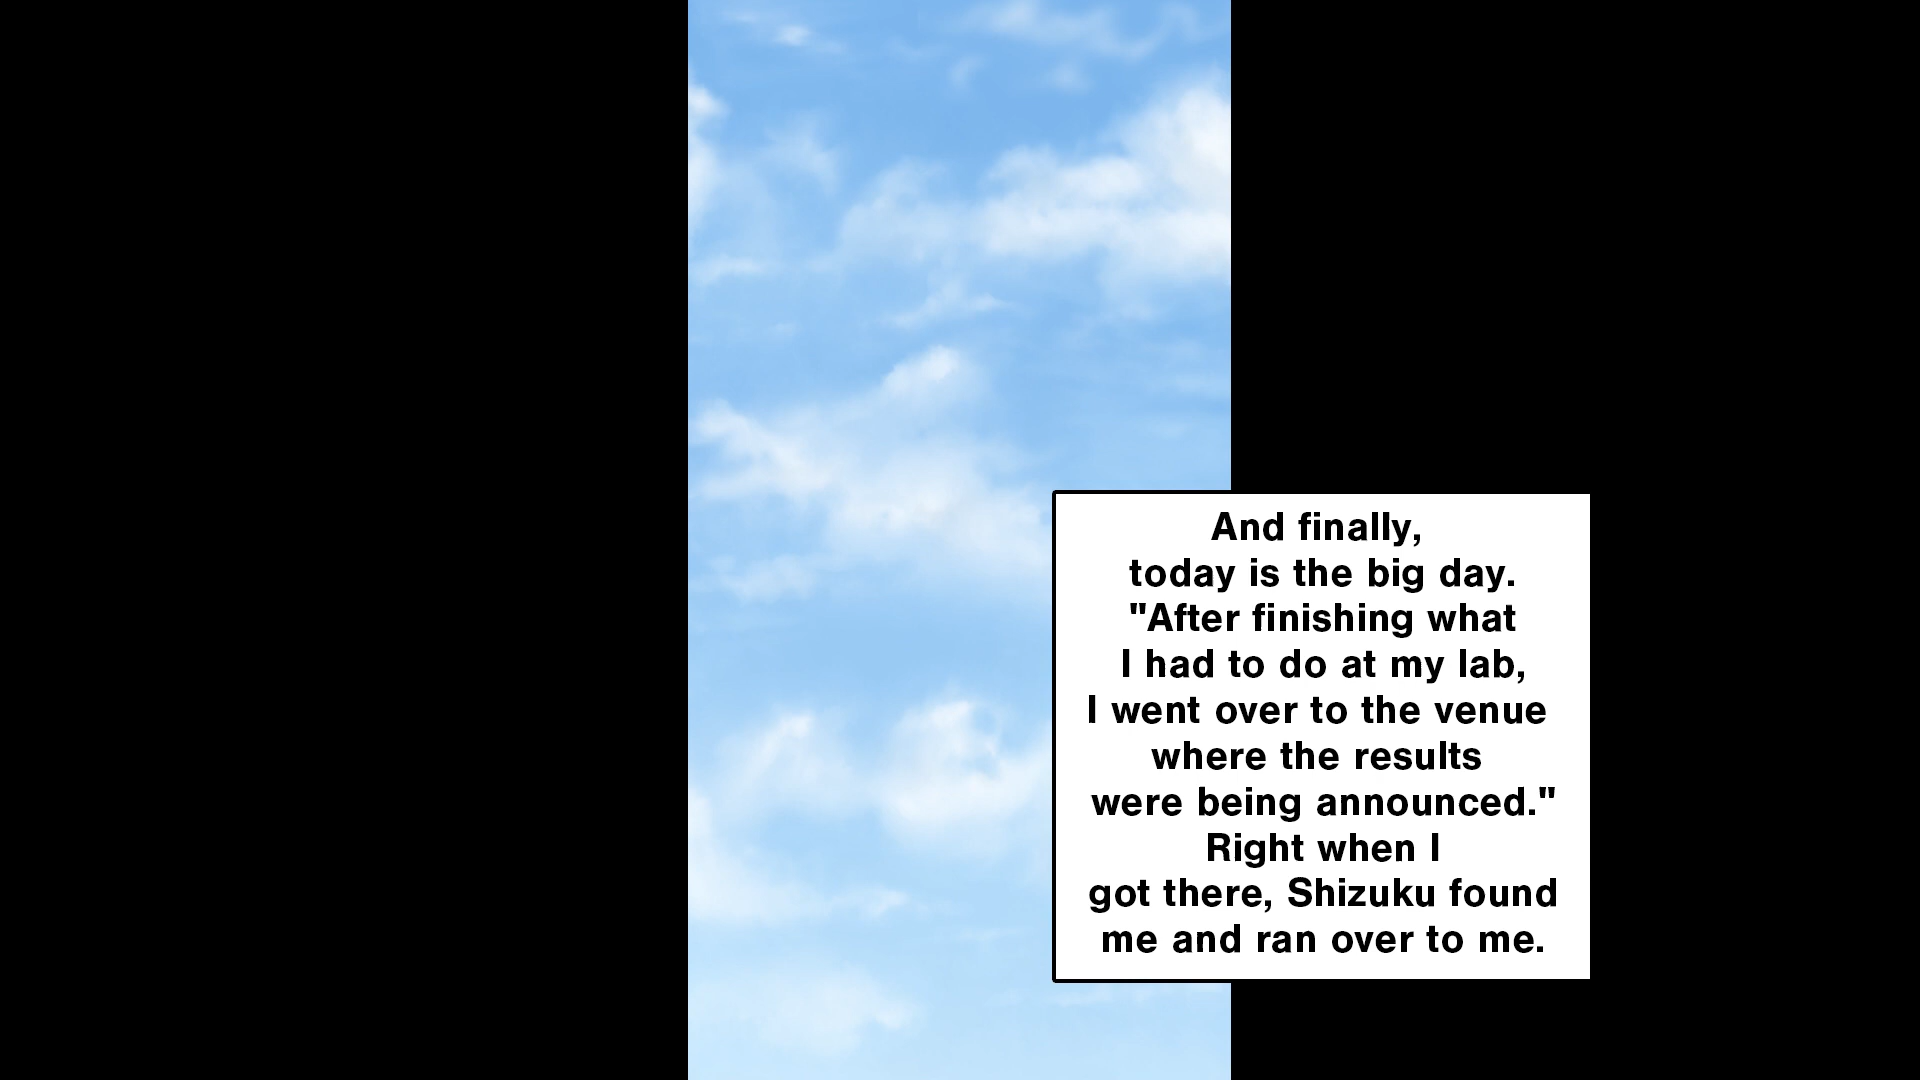 And finally,
today is the big day.
"After finishing what
I had to do at my lab,
I went over to the venue
where the results
were being announced."
Right when I
got there, Shizuku found
me and ran over to me.